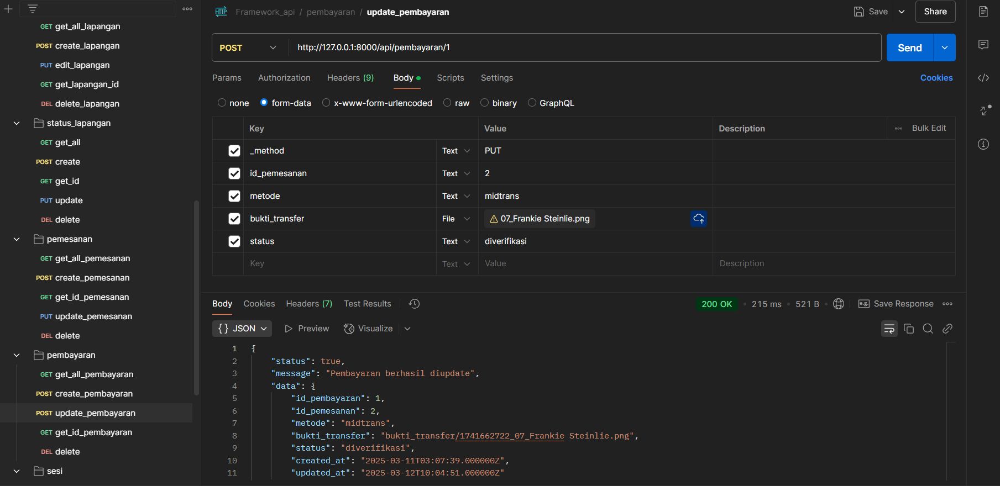 GET get_all_lapangan
POST create_lapangan
PUT edit_lapangan
GET get_lapangan_id
DEL delete_lapangan
status_lapangan
GET get_all
POST create
GET get_id
PUT update
DEL delete
pemesanan
GET get_all_pemesanan
POST create_pemesanan
GET get_id_pemesanan
PUT update_pemesanan
DEL delete
pembayaran
GET get_all_pembayaran
POST create_pembayaran
POST update_pembayaran
GET get_id_pembayaran
DEL delete
sesi
HTTP Framework_api / pembayaran / update_pembayaran Save Share
POST http://127.0.0.1:8000/api/pembayaran/1 Send
Params Authorization Headers (9) Body Scripts Settings Cookies
none form-data x-www-form-urlencoded raw binary GraphQL
Key Value Description Bulk Edit
_method Text PUT
id_pemesanan Text 2
metode Text midtrans
bukti_transfer File 07_Frankie Steinlie.png
status Text diverifikasi
Key Text Value Description
Body Cookies Headers (7) Test Results 200 OK 215 ms 521 B e.g. Save Response
{} JSON Preview Visualize
1 {
2 "status": true,
3 "message": "Pembayaran berhasil diupdate",
4 "data": {
5 "id_pembayaran": 1,
6 "id_pemesanan": 2,
7 "metode": "midtrans",
8 "bukti_transfer": "bukti_transfer/1741662722_07_Frankie Steinlie.png",
9 "status": "diverifikasi",
10 "created_at": "2025-03-11T03:07:39.000000Z",
11 "updated_at": "2025-03-12T10:04:51.000000Z"